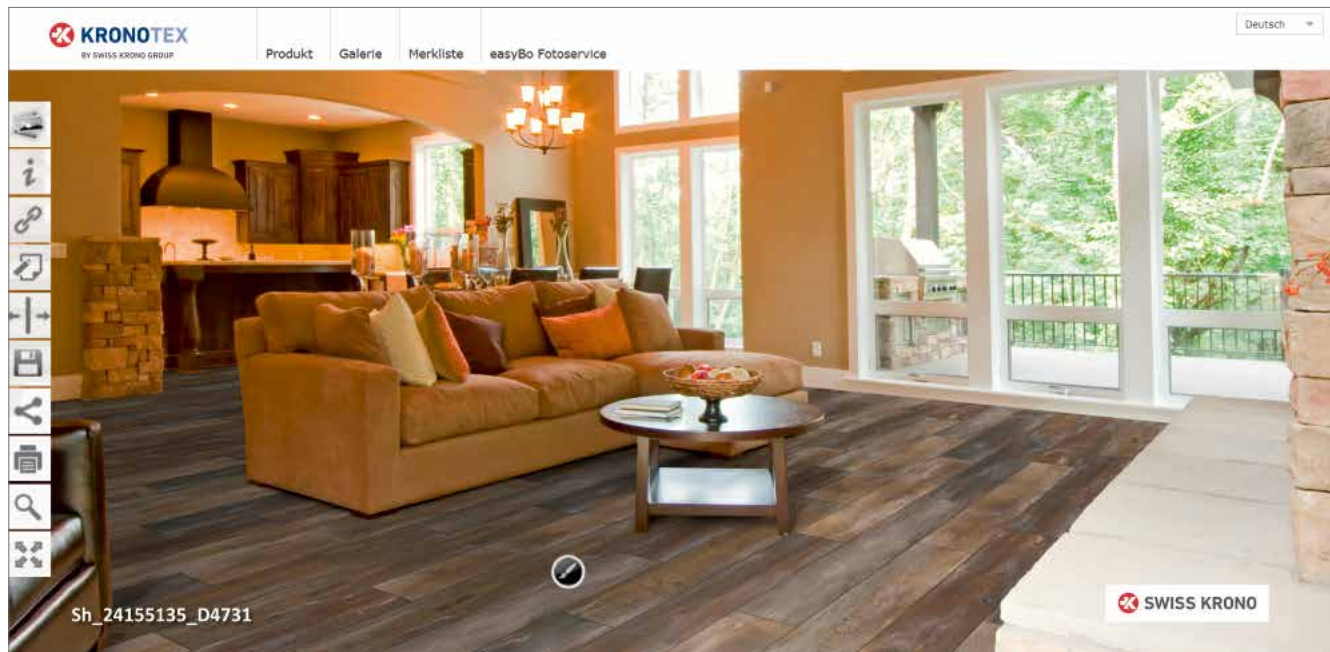 KRONOTEX
BY SWISS KRONO GROUP
Produkt
Galerie
Merkliste
easyBo Fotoservice
Deutsch
Sh_24155135_D4731
SWISS KRONO